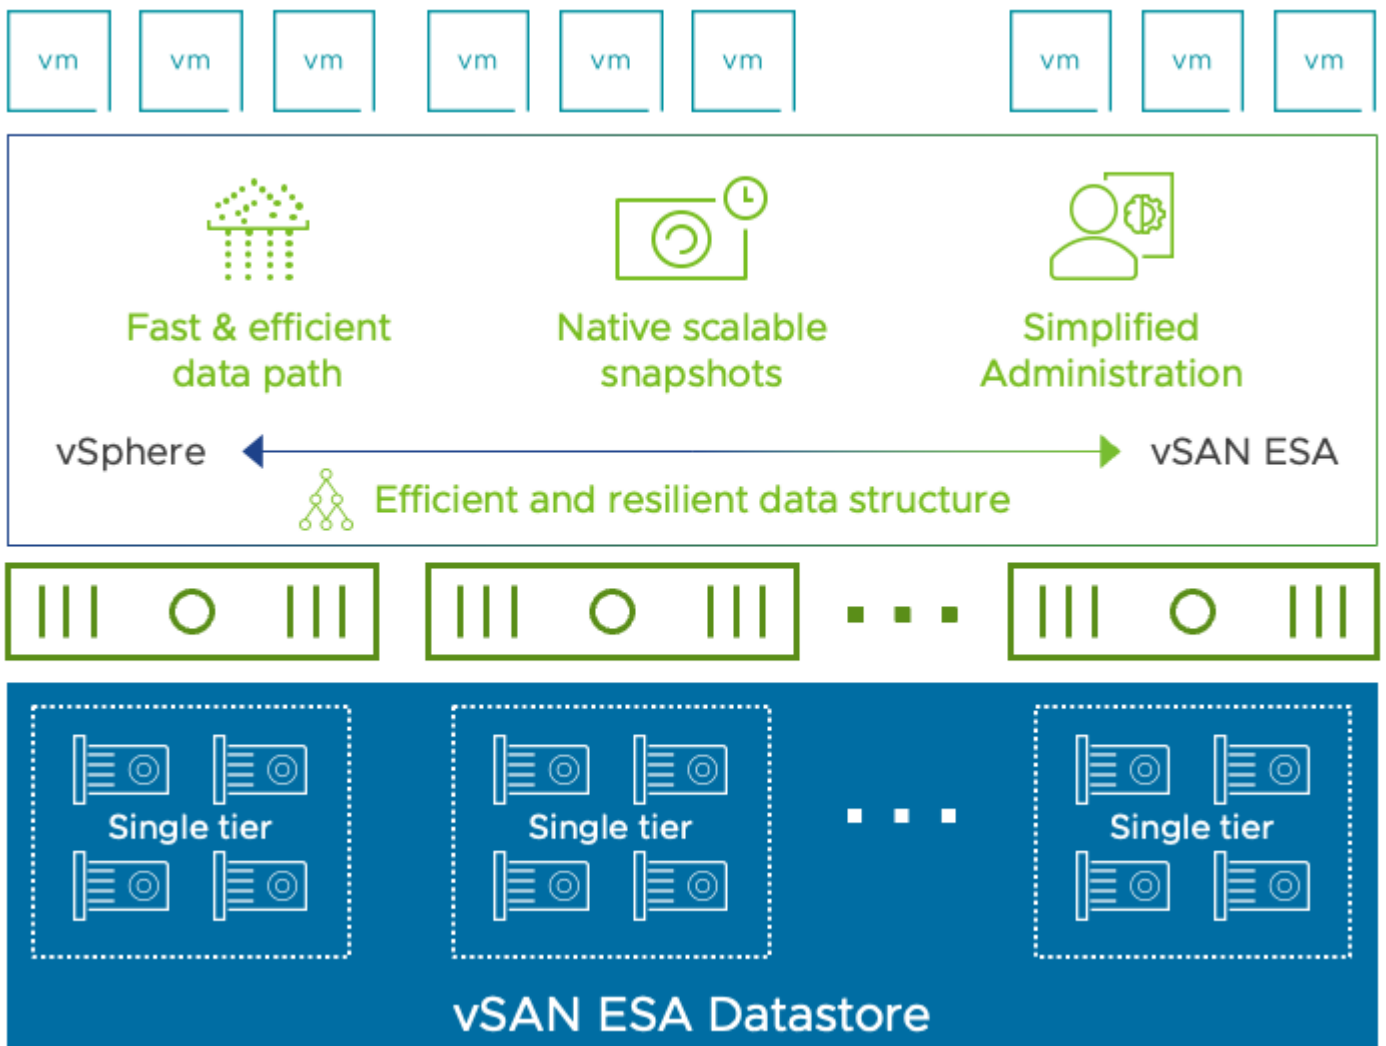 vm vm vm vm vm vm vm vm vm
Fast & efficient
data path
Native scalable
snapshots
Simplified
Administration
vSphere
vSAN ESA
Efficient and resilient data structure
Single tier
Single tier
Single tier
vSAN ESA Datastore